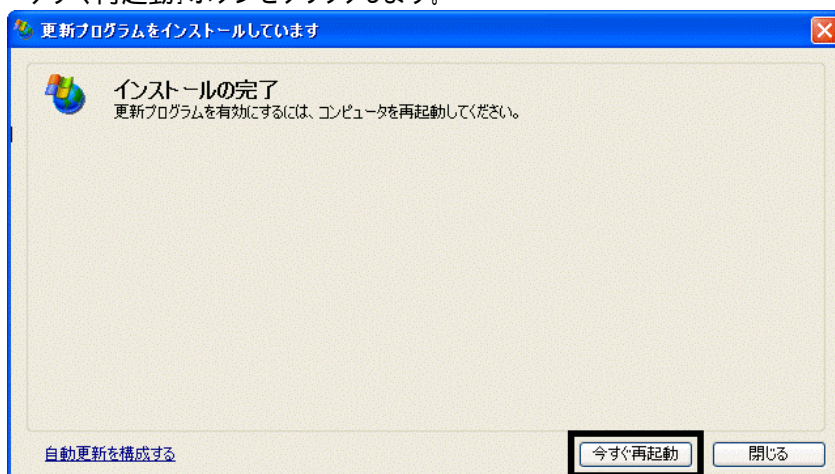 更新プログラムをインストールしています
インストールの完了
更新プログラムを有効にするには、コンピュータを再起動してください。
自動更新を構成する
今すぐ再起動
閉じる